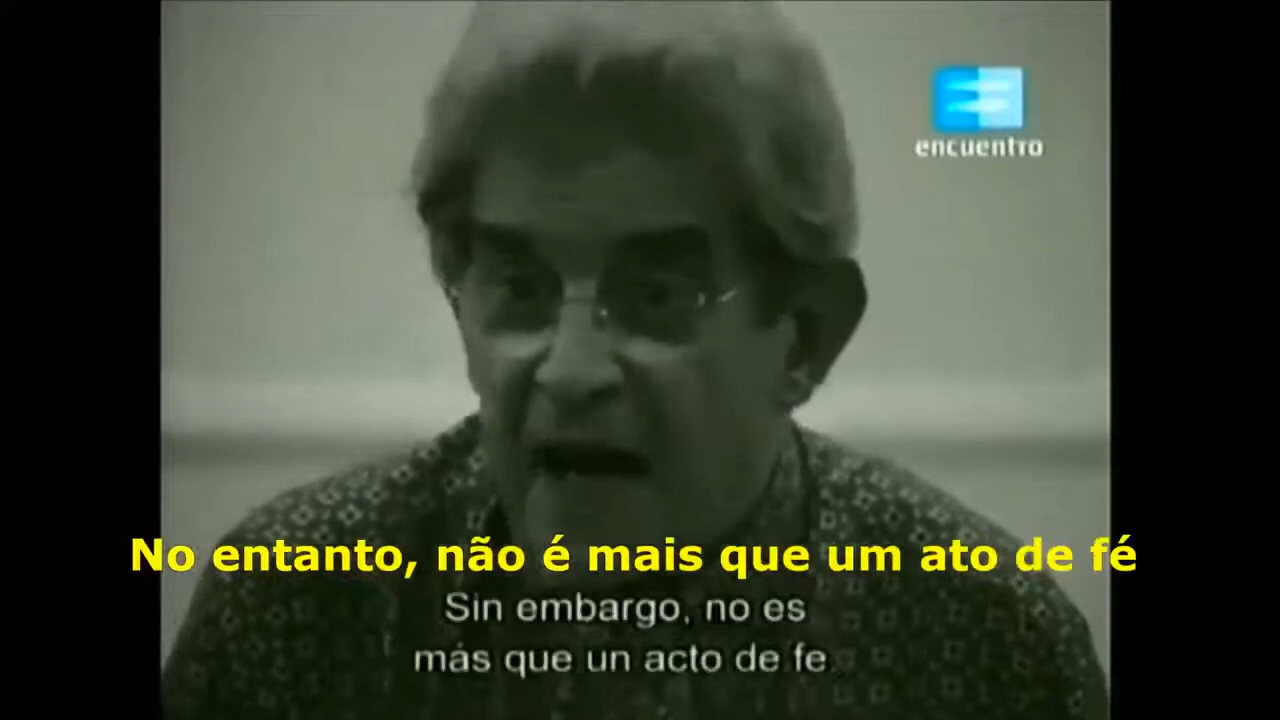 encuentro
No entanto, não é mais que um ato de fé
Sin embargo, no es
más que un acto de fe.